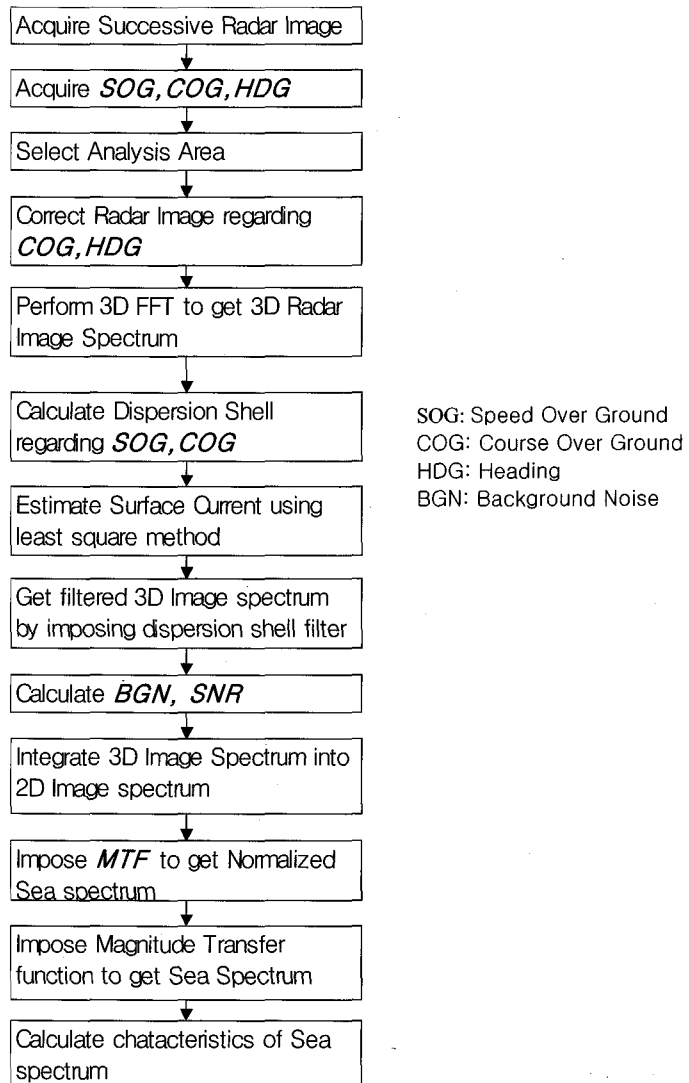 Acquire Successive Radar Image
Acquire SOG, COG, HDG
Select Analysis Area
Correct Radar Image regarding
COG, HDG
Perform 3D FFT to get 3D Radar
Image Spectrum
Calculate Dispersion Shell
regarding SOG, COG
Estimate Surface Current using
least square method
Get filtered 3D Image spectrum
by imposing dispersion shell filter
Calculate BGN, SNR
Integrate 3D Image Spectrum into
2D Image spectrum
Impose MTF to get Normalized
Sea spectrum
Impose Magnitude Transfer
function to get Sea Spectrum
Calculate chatacteristics of Sea
spectrum
SOG: Speed Over Ground
COG: Course Over Ground
HDG: Heading
BGN: Background Noise